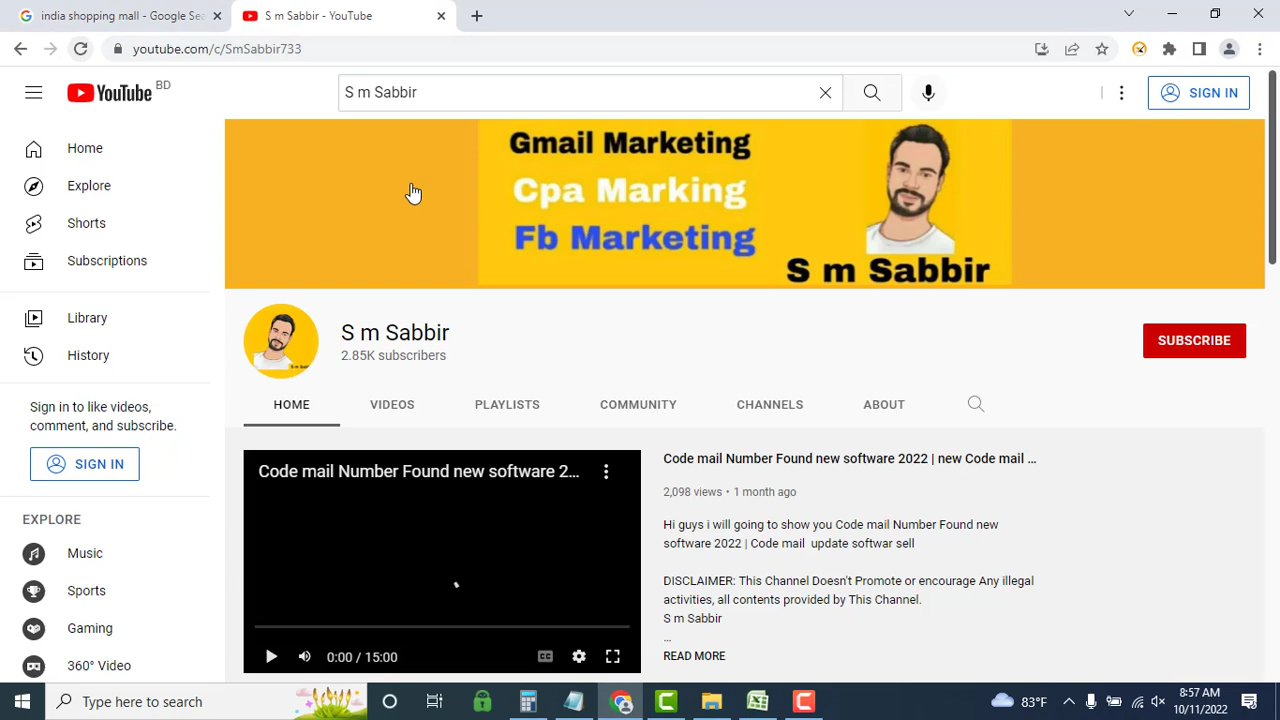 india shopping mall - Google Sea
S m Sabbir - YouTube
youtube.com/c/SmSabbir733
YouTube BD
S m Sabbir
SIGN IN
Home
Explore
Shorts
Subscriptions
Library
History
Sign in to like videos,
comment, and subscribe.
SIGN IN
EXPLORE
Music
Sports
Gaming
360° Video
Gmail Marketing
Cpa Marking
Fb Marketing
S m Sabbir
S m Sabbir
2.85K subscribers
SUBSCRIBE
HOME VIDEOS PLAYLISTS COMMUNITY CHANNELS ABOUT
Code mail Number Found new software 2...
0:00 / 15:00
Code mail Number Found new software 2022 | new Code mail ...
2,098 views • 1 month ago
Hi guys i will going to show you Code mail Number Found new
software 2022 | Code mail update softwar sell
DISCLAIMER: This Channel Doesn't Promote or encourage Any illegal
activities, all contents provided by This Channel.
S m Sabbir
...
READ MORE
Type here to search
83°F
8:57 AM
10/11/2022